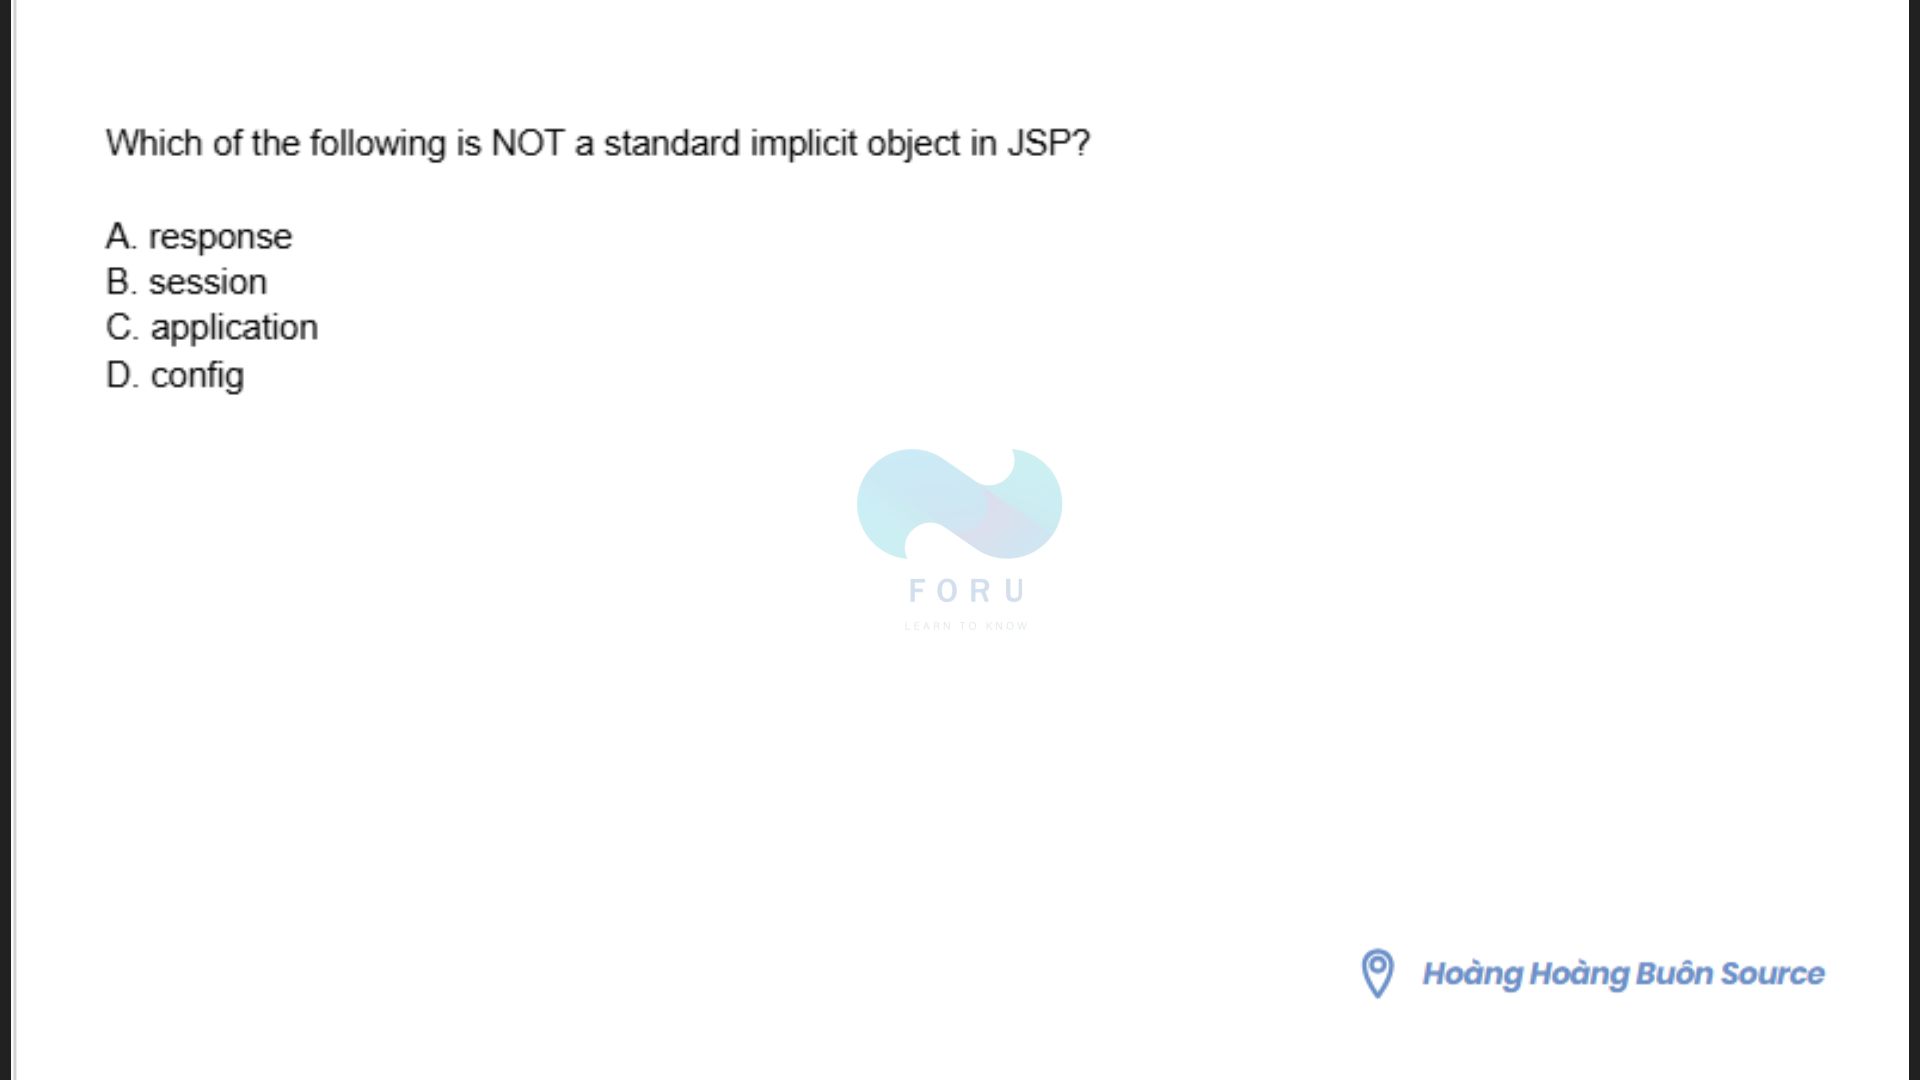 Which of the following is NOT a standard implicit object in JSP?
A. response
B. session
C. application
D. config
FORU
LEARN TO KNOW
Hoàng Hoàng Buôn Source